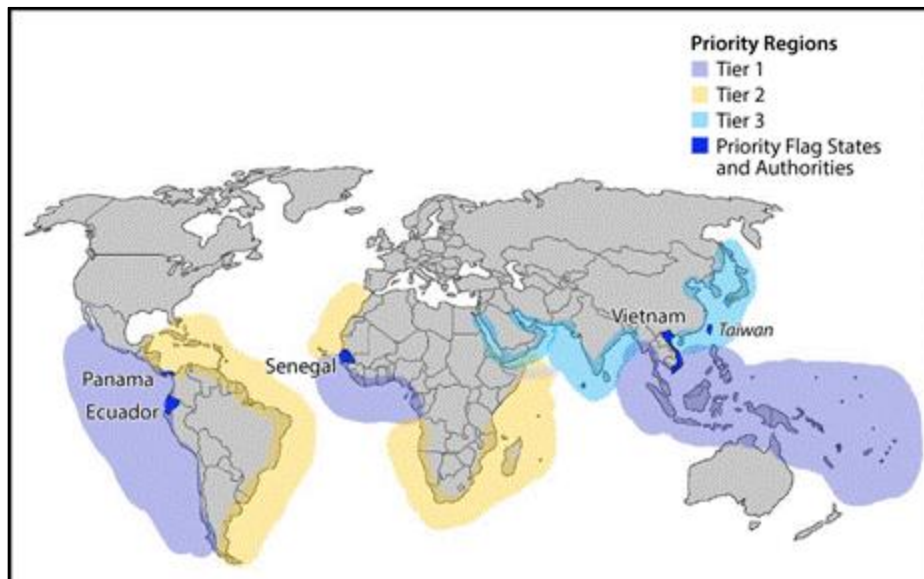 Priority Regions
Tier 1
Tier 2
Tier 3
Priority Flag States
and Authorities
Vietnam
Taiwan
Senegal
Panama
Ecuador